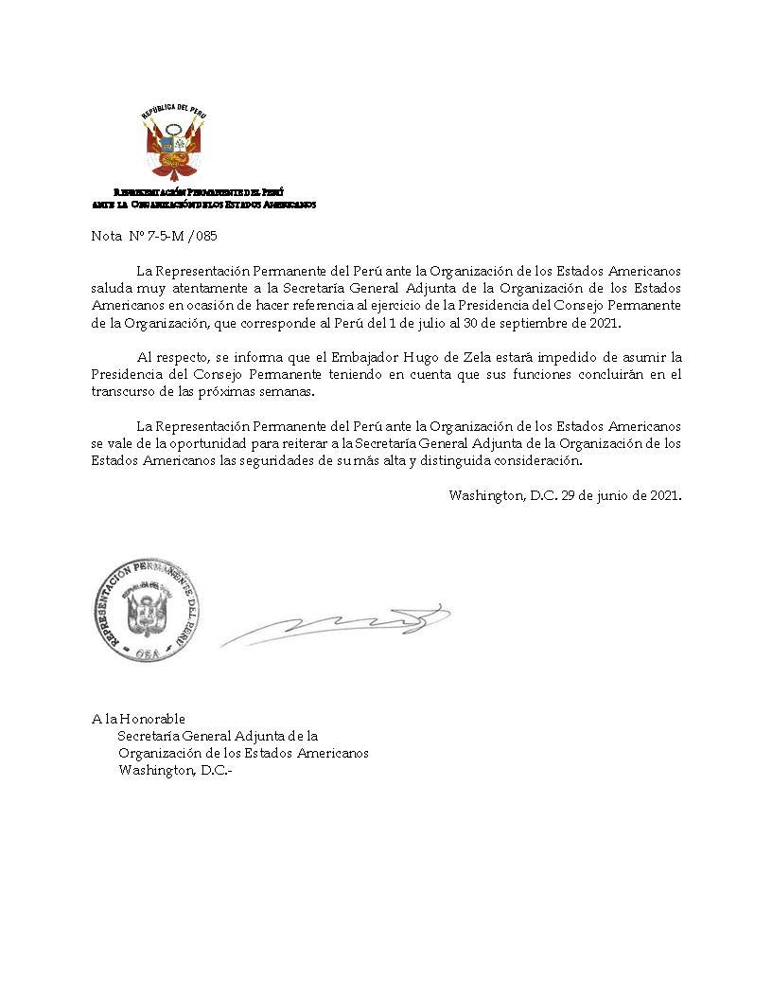 REPÚBLICA DEL PERÚ
REPRESENTACIÓN PERMANENTE DEL PERÚ
ANTE LA ORGANIZACIÓN DE LOS ESTADOS AMERICANOS
Nota Nº 7-5-M /085
La Representación Permanente del Perú ante la Organización de los Estados Americanos
saluda muy atentamente a la Secretaría General Adjunta de la Organización de los Estados
Americanos en ocasión de hacer referencia al ejercicio de la Presidencia del Consejo Permanente
de la Organización, que corresponde al Perú del 1 de julio al 30 de septiembre de 2021.
Al respecto, se informa que el Embajador Hugo de Zela estará impedido de asumir la
Presidencia del Consejo Permanente teniendo en cuenta que sus funciones concluirán en el
transcurso de las próximas semanas.
La Representación Permanente del Perú ante la Organización de los Estados Americanos
se vale de la oportunidad para reiterar a la Secretaría General Adjunta de la Organización de los
Estados Americanos las seguridades de su más alta y distinguida consideración.
Washington, D.C. 29 de junio de 2021.
REPRESENTACIÓN PERMANENTE DEL PERÚ
REPUBLICA DEL PERU
- OEA -
A la Honorable
Secretaría General Adjunta de la
Organización de los Estados Americanos
Washington, D.C.-